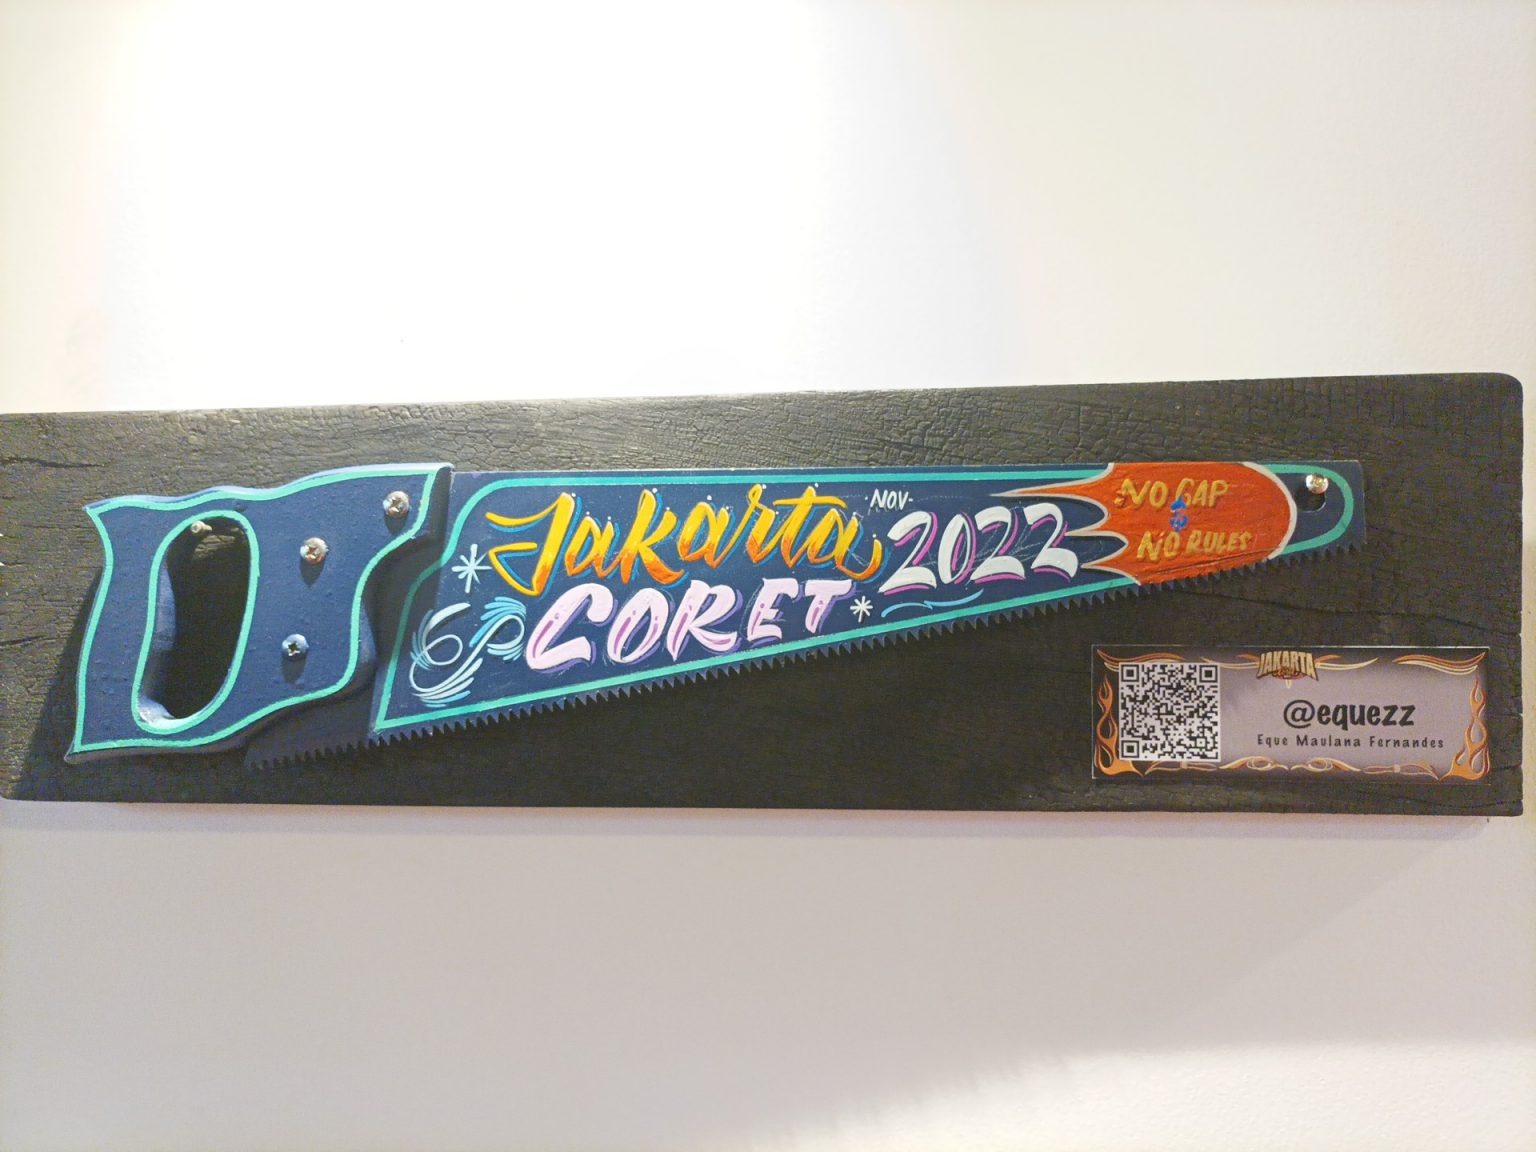 Jakarta
CORET
NOV-
2022
NO GAP
&
NO RULES
JAKARTA
@equezz
Eque Maulana Fernandes